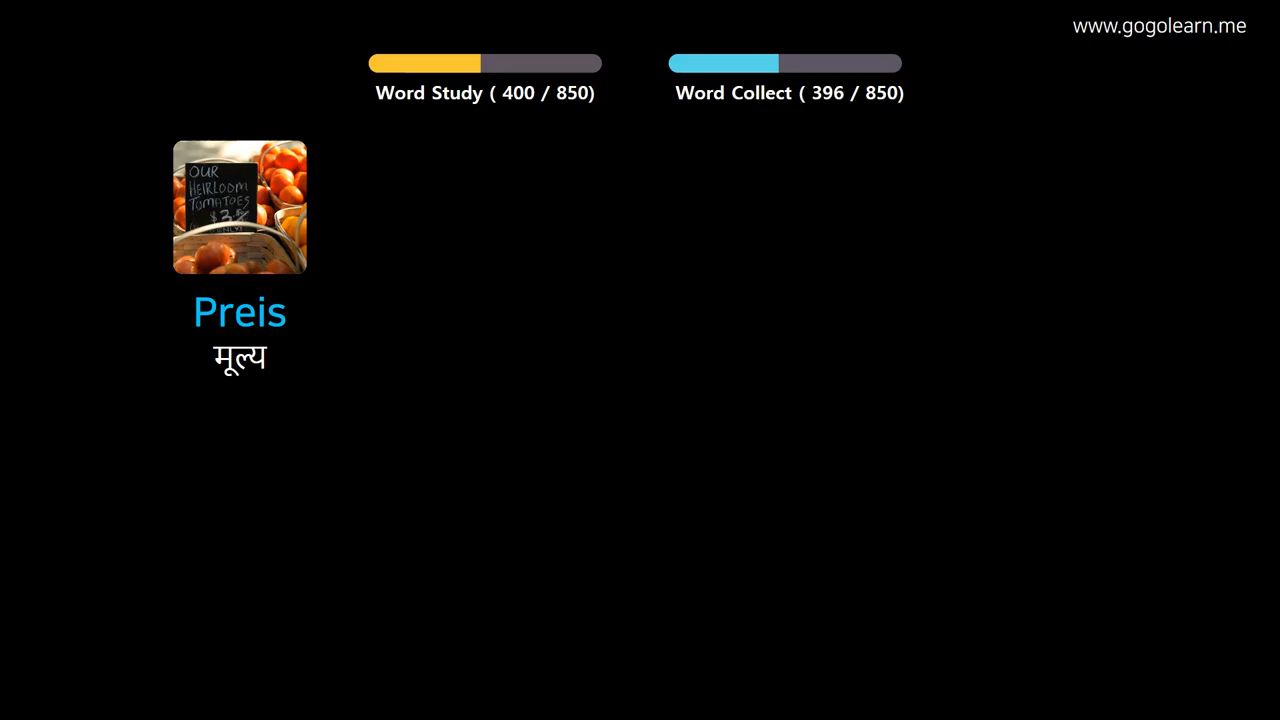 www.gogolearn.me
Word Study ( 400 / 850)
Word Collect ( 396 / 850)
OUR
HEIRLOOM
TOMATOES
Preis
मूल्य